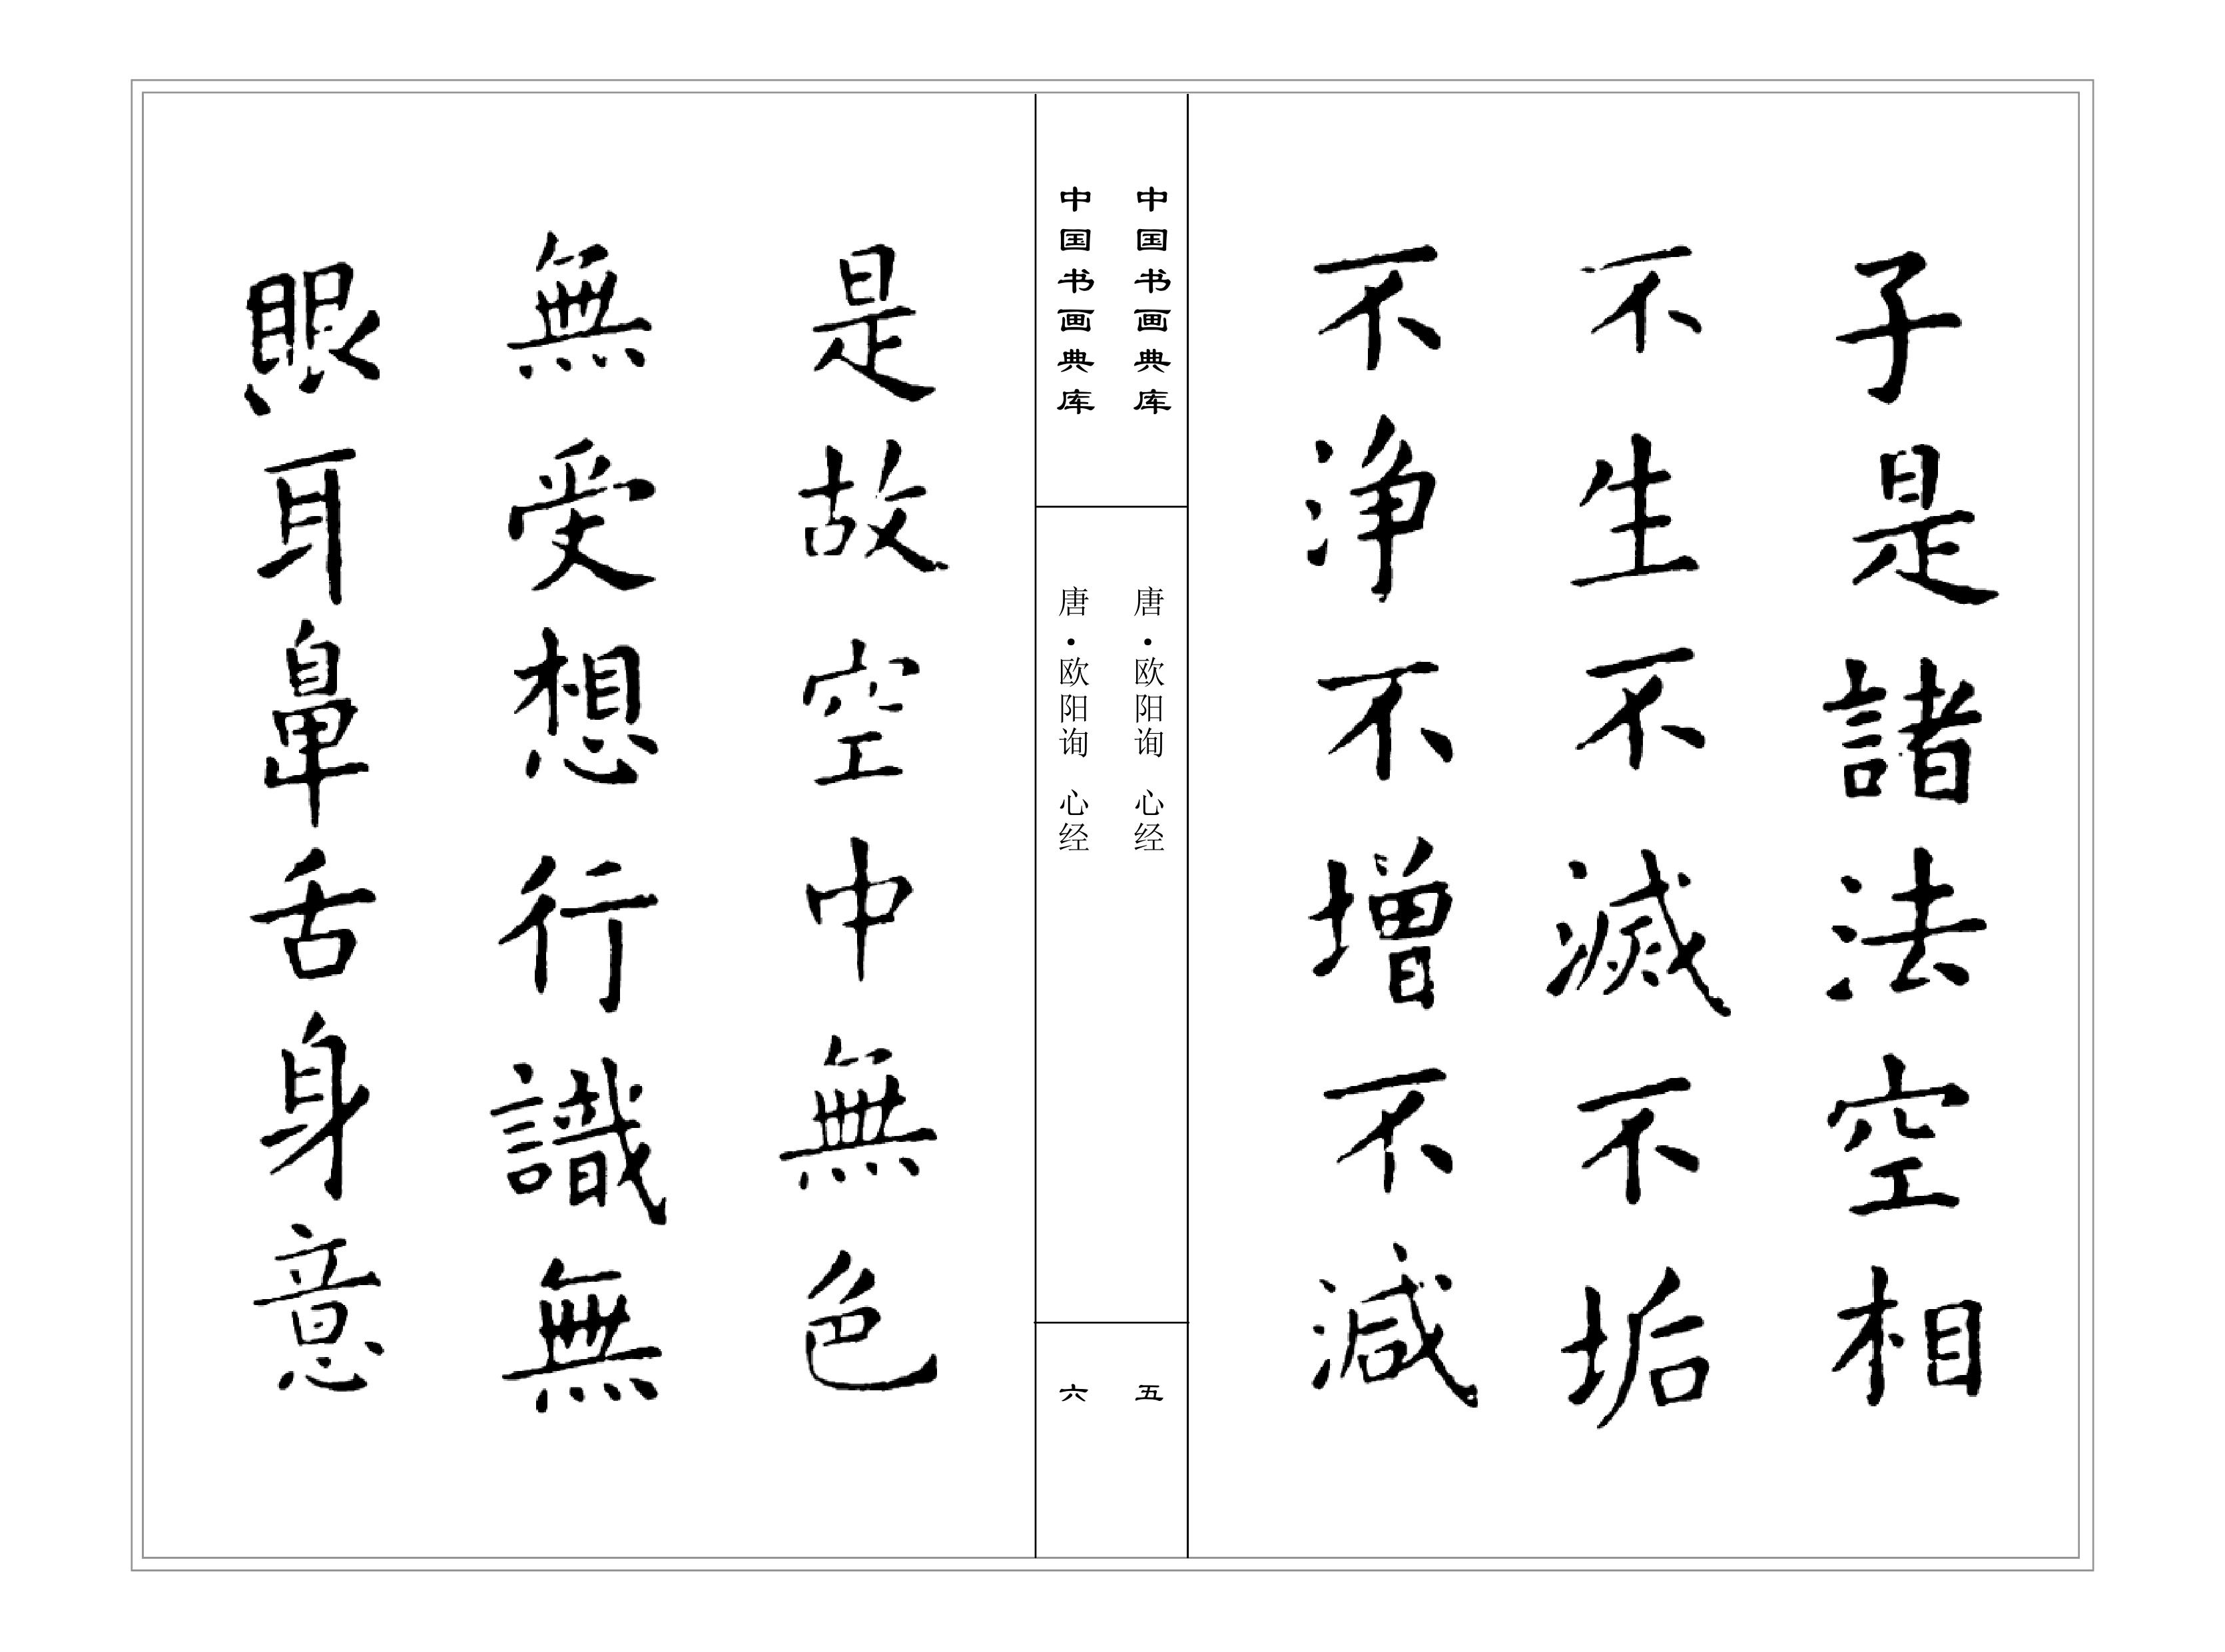 子是諸法空相
不生不滅不垢
不浄不增不減
中国书画典库
唐·欧阳询 心经
五
中国书画典库
唐·欧阳询 心经
六
是故空中無色
無受想行識無
眼耳鼻舌身意